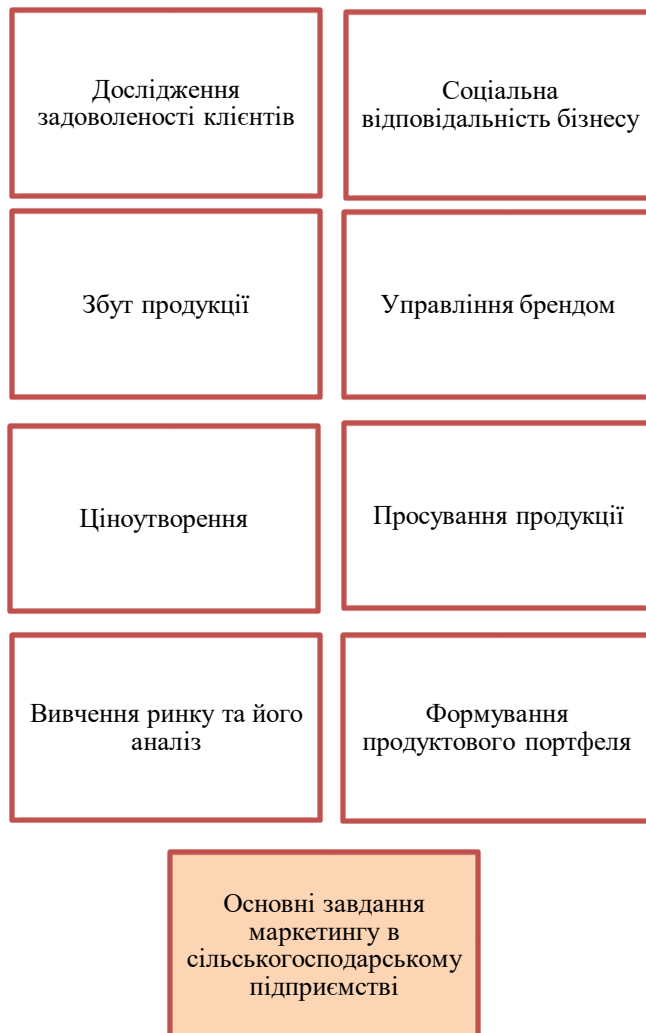 Дослідження
задоволеності клієнтів
Соціальна
відповідальність бізнесу
Збут продукції
Управління брендом
Ціноутворення
Просування продукції
Вивчення ринку та його
аналіз
Формування
продуктового портфеля
Основні завдання
маркетингу в
сільськогосподарському
підприємстві